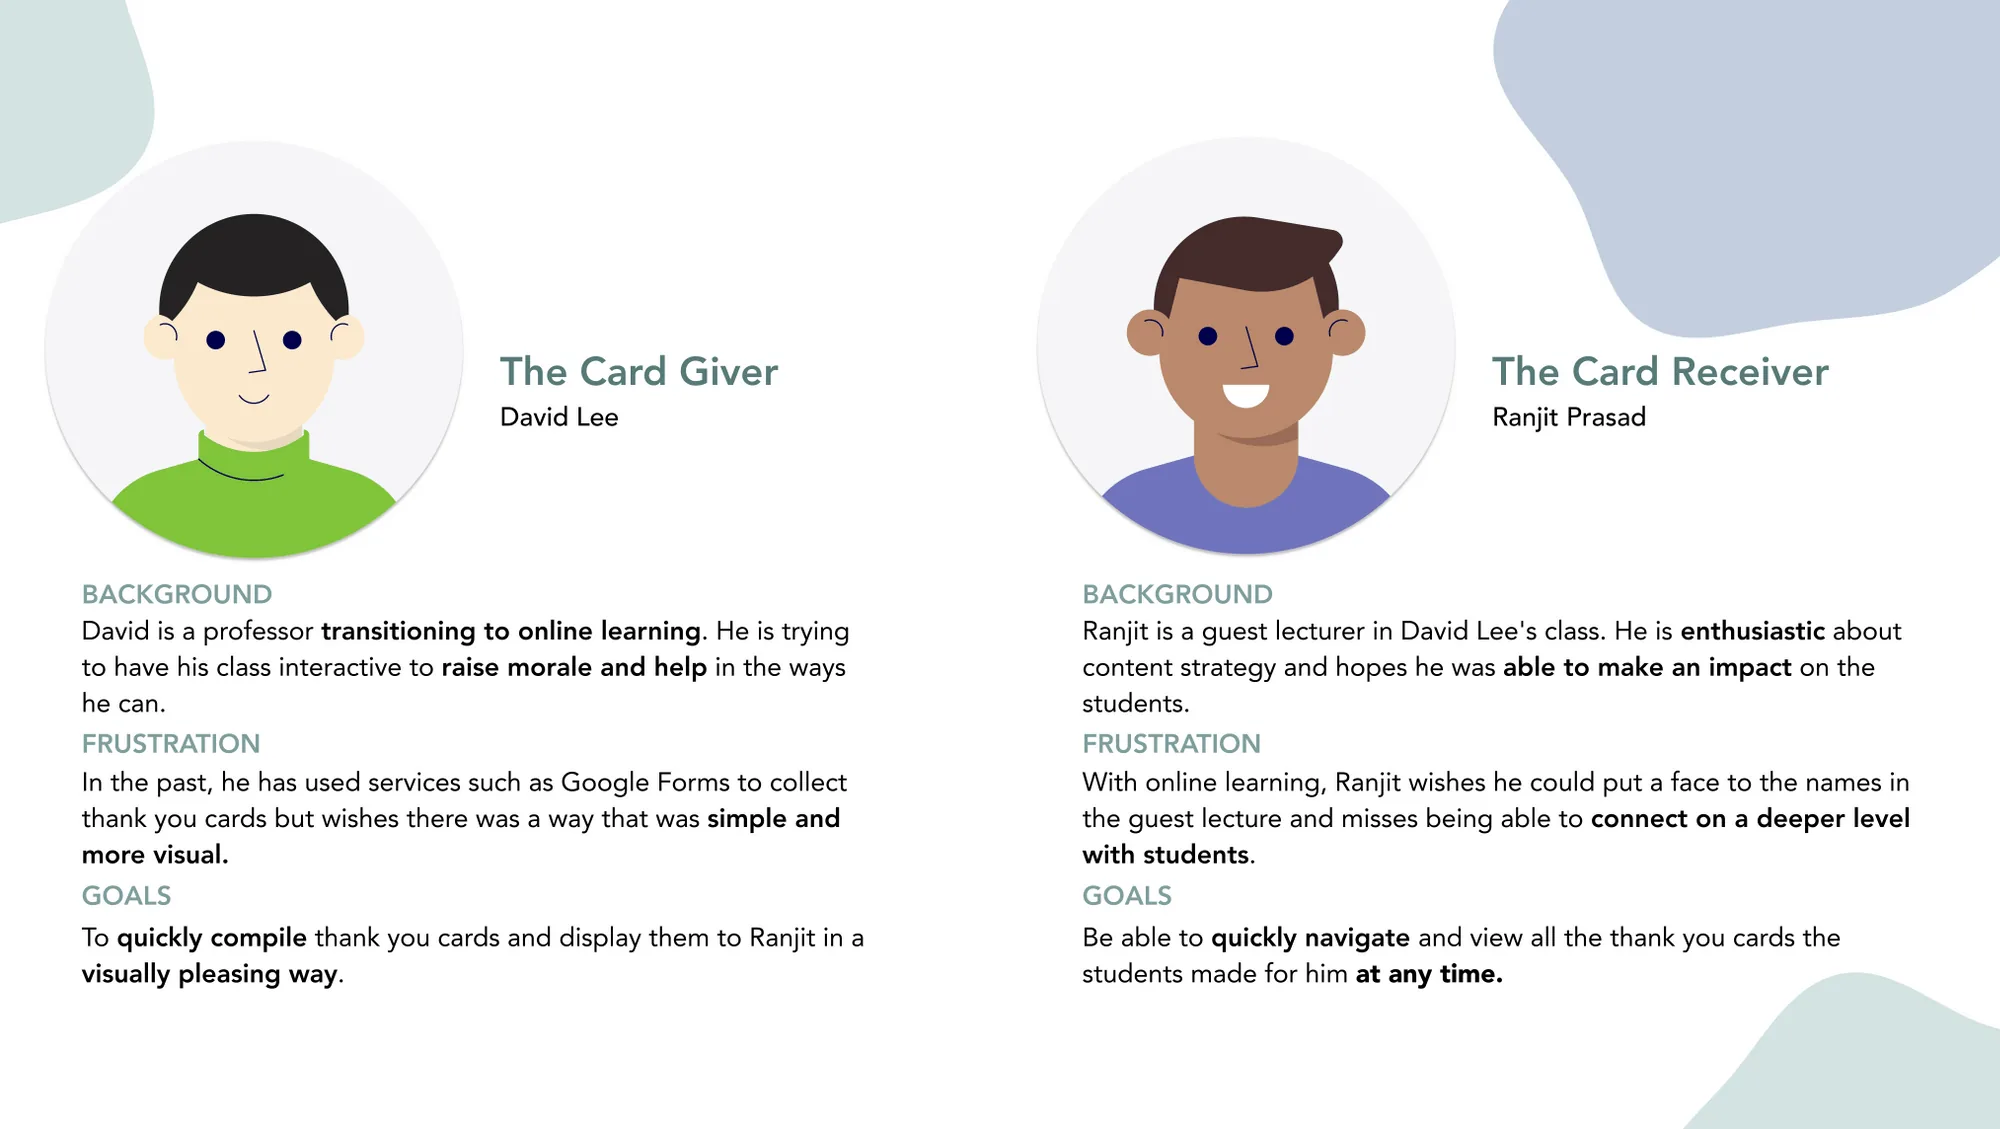 The Card Giver
David Lee
BACKGROUND
David is a professor transitioning to online learning. He is trying
to have his class interactive to raise morale and help in the ways
he can.
FRUSTRATION
In the past, he has used services such as Google Forms to collect
thank you cards but wishes there was a way that was simple and
more visual.
GOALS
To quickly compile thank you cards and display them to Ranjit in a
visually pleasing way.
The Card Receiver
Ranjit Prasad
BACKGROUND
Ranjit is a guest lecturer in David Lee's class. He is enthusiastic about
content strategy and hopes he was able to make an impact on the
students.
FRUSTRATION
With online learning, Ranjit wishes he could put a face to the names in
the guest lecture and misses being able to connect on a deeper level
with students.
GOALS
Be able to quickly navigate and view all the thank you cards the
students made for him at any time.